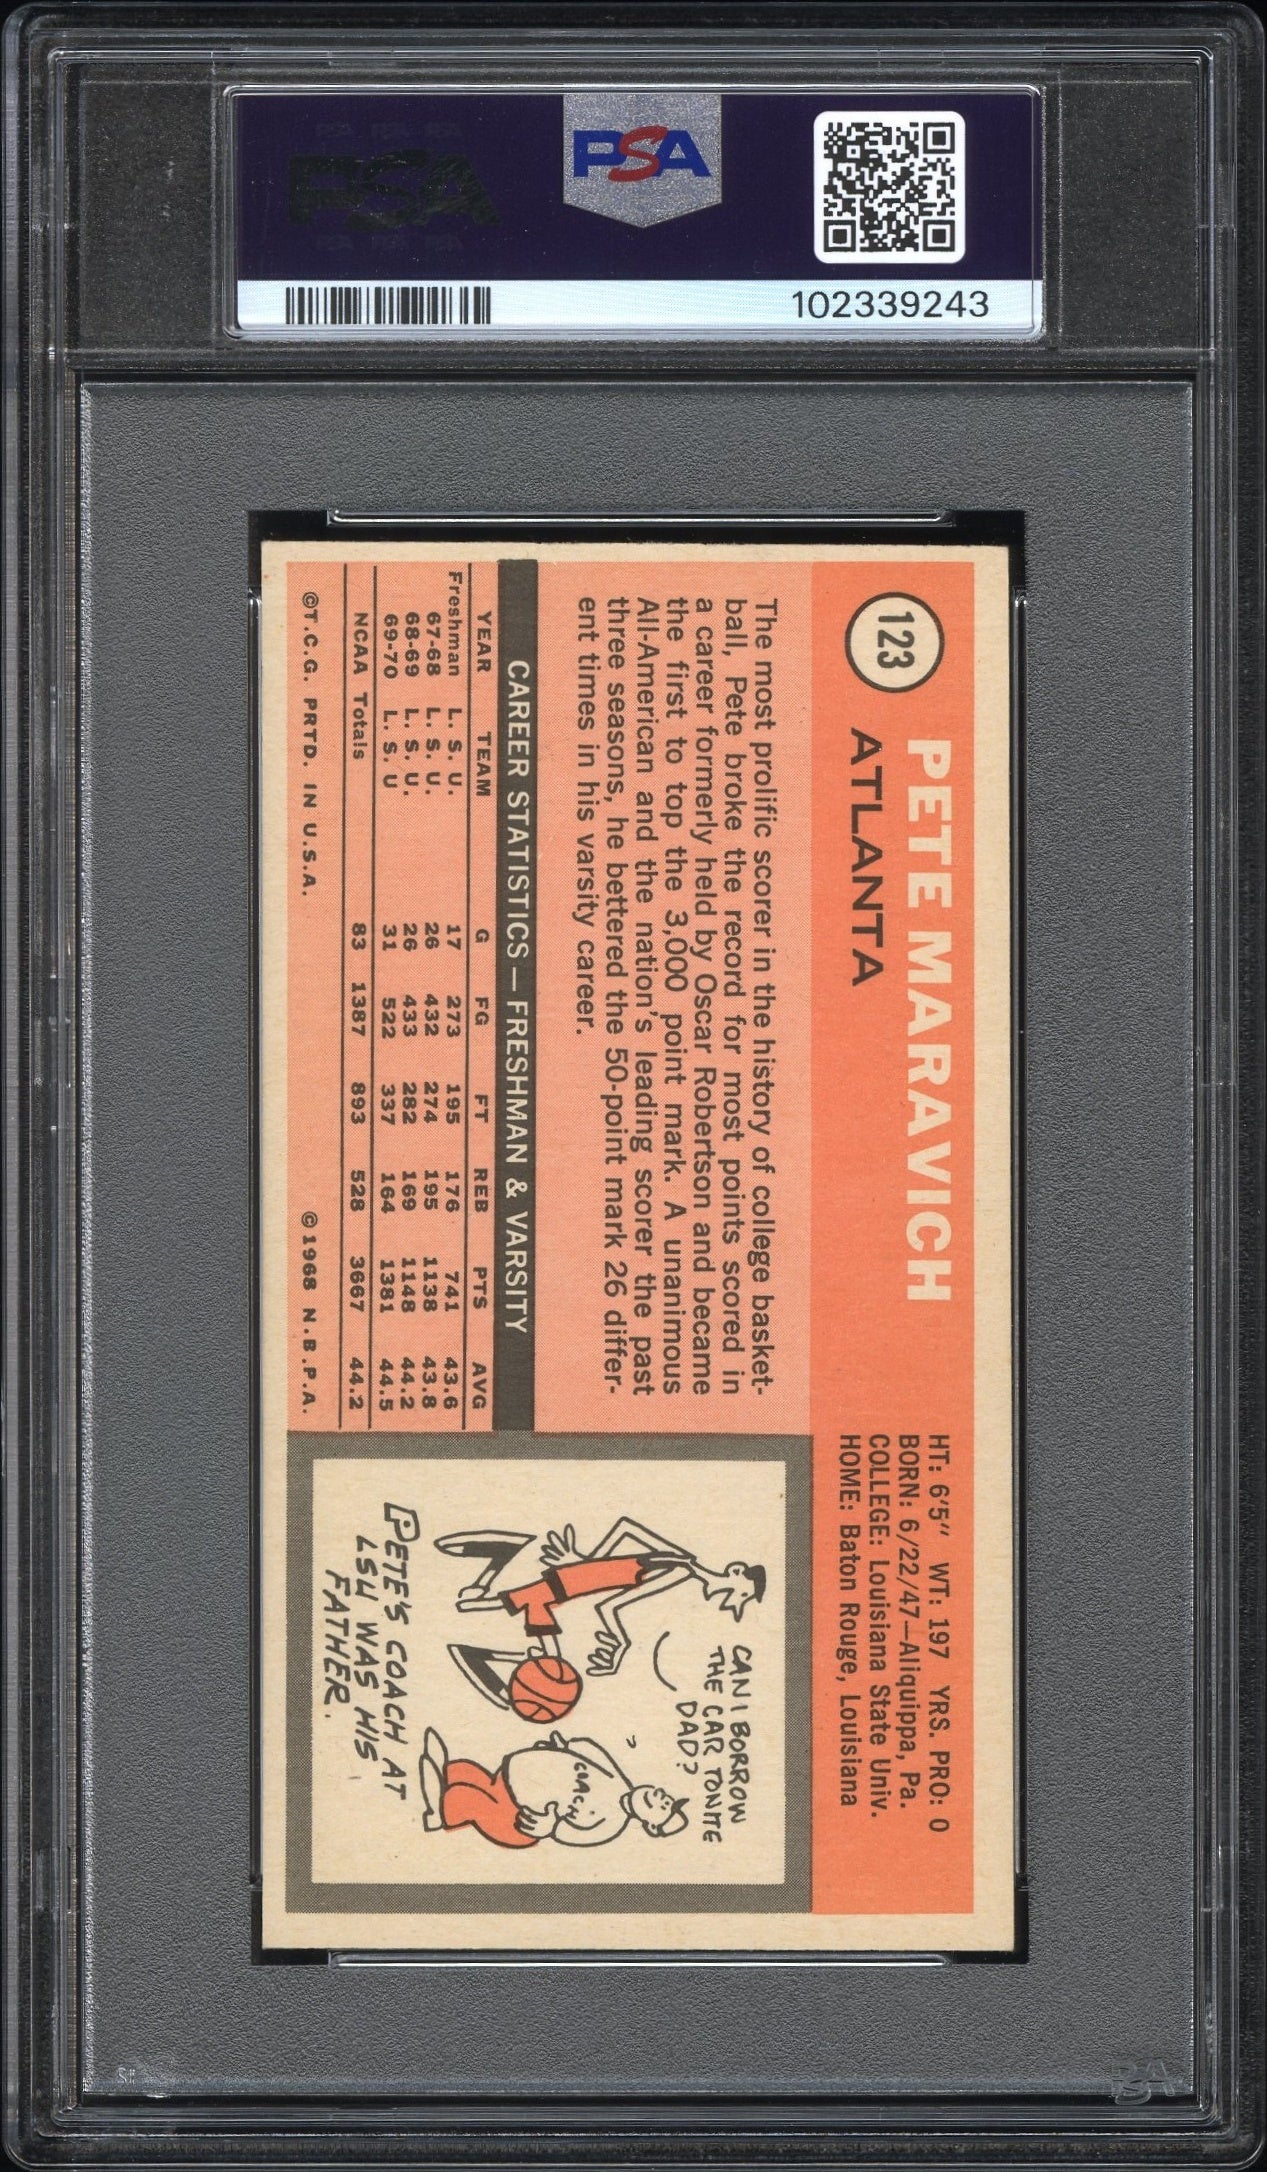 PSA
102339243
123
PETE MARAVICH
ATLANTA
HT: 6'5" WT: 197 YRS. PRO: 0
BORN: 6/22/47—Aliquippa, Pa.
COLLEGE: Louisiana State Univ.
HOME: Baton Rouge, Louisiana
The most prolific scorer in the history of college basket-
ball, Pete broke the record for most points scored in
a career formerly held by Oscar Robertson and became
the first to top the 3,000 point mark. A unanimous
All-American and the nation's leading scorer the past
three seasons, he bettered the 50-point mark 26 differ-
ent times in his varsity career.
CAREER STATISTICS—FRESHMAN & VARSITY
YEAR TEAM G FG FT REB PTS AVG
Freshman L. S. U. 17 273 195 176 741 43.6
67-68 L. S. U. 26 432 274 195 1138 43.8
68-69 L. S. U. 26 433 282 169 1148 44.2
69-70 L. S. U 31 522 337 164 1381 44.5
NCAA Totals 83 1387 893 528 3667 44.2
©T.C.G. PRTD. IN U.S.A. ©1968 N.B.P.A.
CAN I BORROW
THE CAR TONITE
DAD?
COACH
PETE'S COACH AT
LSU WAS HIS
FATHER.
PSA